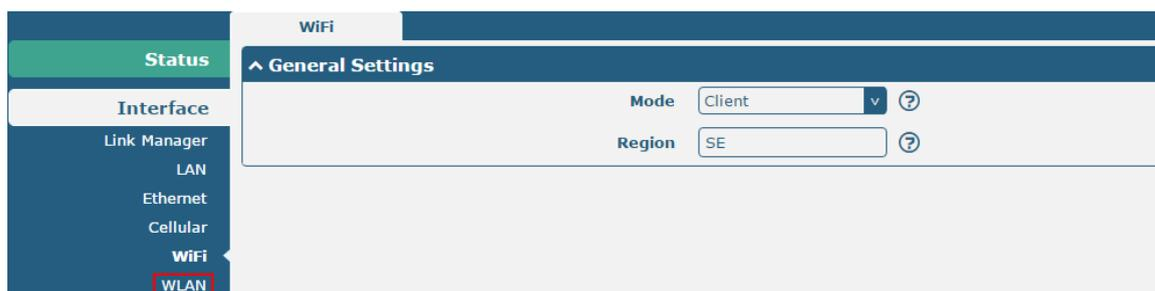 WiFi
Status
General Settings
Mode Client v ?
Region SE ?
Interface
Link Manager
LAN
Ethernet
Cellular
WiFi
WLAN